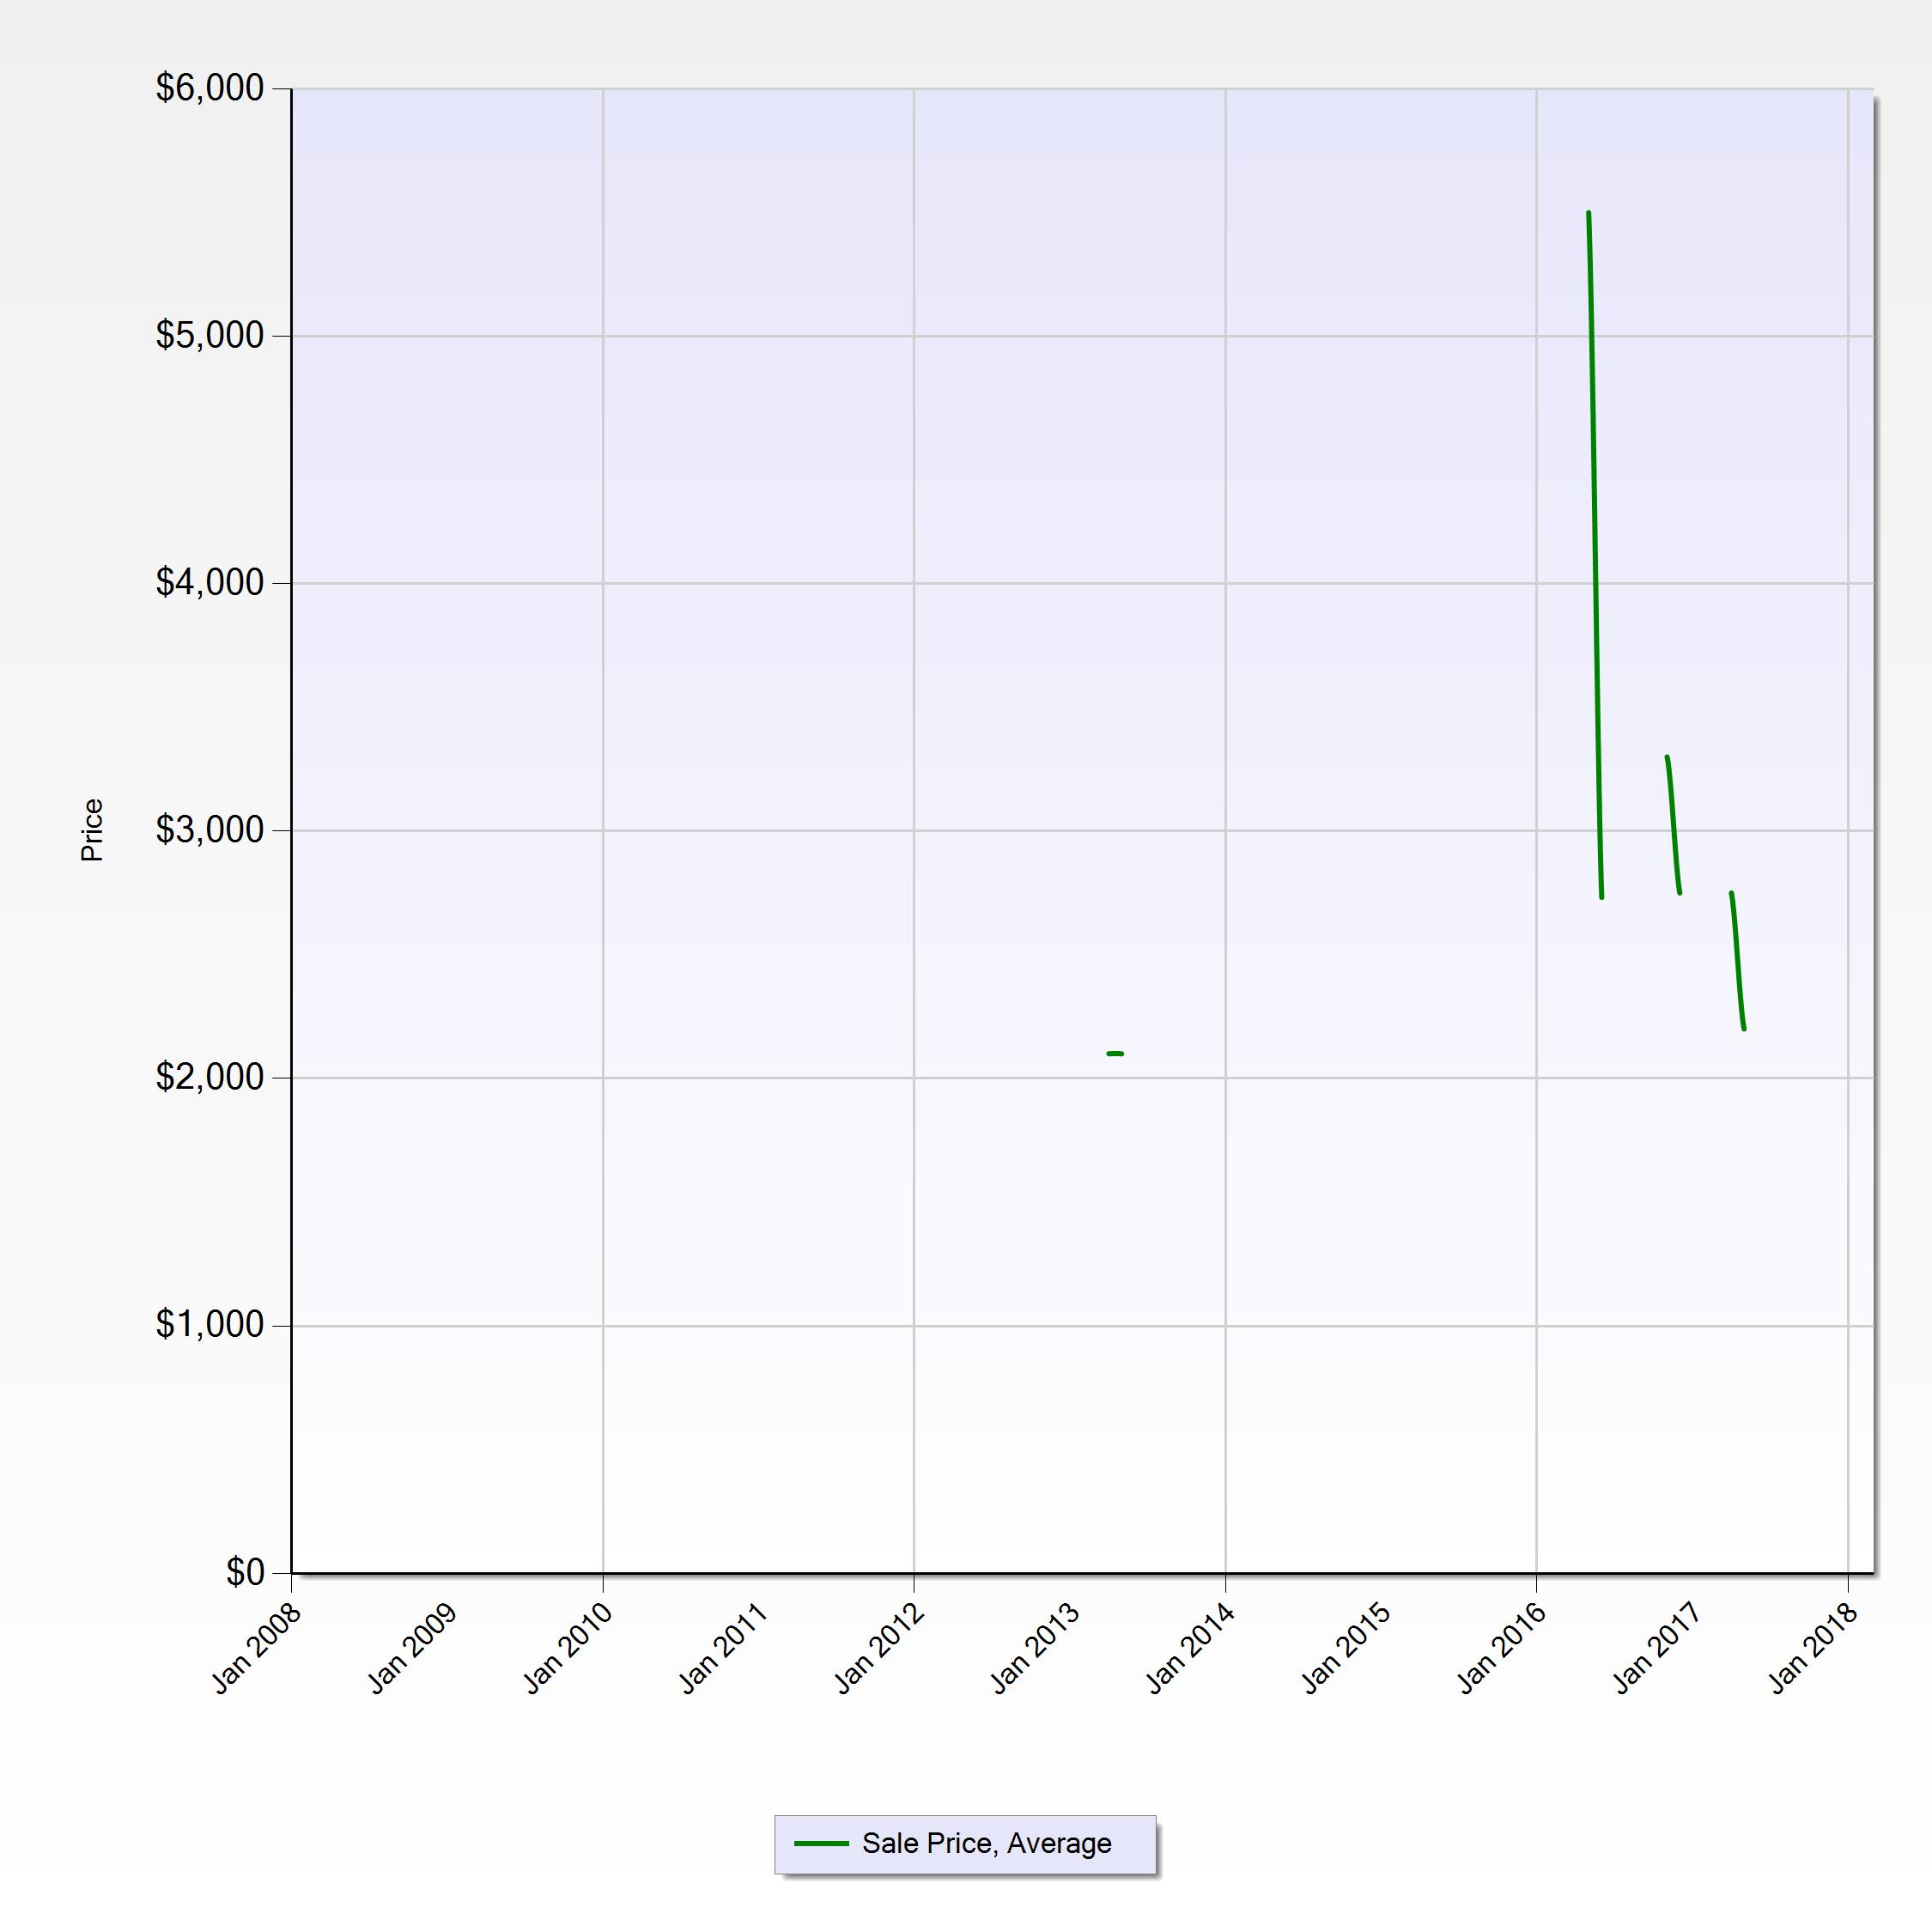 $6,000
$5,000
$4,000
$3,000
$2,000
$1,000
$0
Price
Jan 2008
Jan 2009
Jan 2010
Jan 2011
Jan 2012
Jan 2013
Jan 2014
Jan 2015
Jan 2016
Jan 2017
Jan 2018
Sale Price, Average